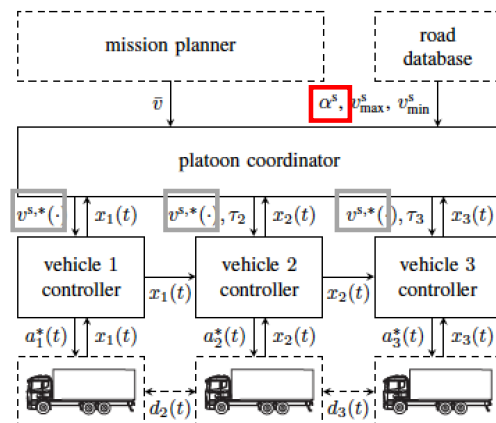 mission planner
road
database
v̄
αˢ, vˢmax, vˢmin
platoon coordinator
vˢ,*(·) x₁(t) vˢ,*(·), τ₂ x₂(t) vˢ,*(·), τ₃ x₃(t)
vehicle 1
controller
x₁(t)
vehicle 2
controller
x₂(t)
vehicle 3
controller
a₁*(t) x₁(t) a₂*(t) x₂(t) a₃*(t) x₃(t)
d₂(t) d₃(t)